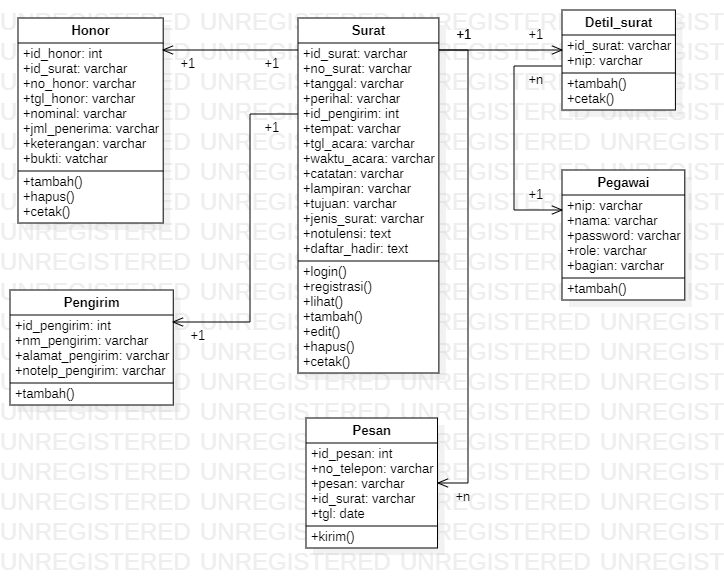 Honor
+id_honor: int
+id_surat: varchar
+no_honor: varchar
+tgl_honor: varchar
+nominal: varchar
+jml_penerima: varchar
+keterangan: varchar
+bukti: vatchar
+tambah()
+hapus()
+cetak()
+1
+1
+1
Surat
+id_surat: varchar
+no_surat: varchar
+tanggal: varchar
+perihal: varchar
+id_pengirim: int
+tempat: varchar
+tgl_acara: varchar
+waktu_acara: varchar
+catatan: varchar
+lampiran: varchar
+tujuan: varchar
+jenis_surat: varchar
+notulensi: text
+daftar_hadir: text
+login()
+registrasi()
+lihat()
+tambah()
+edit()
+hapus()
+cetak()
+1
+1
Detil_surat
+id_surat: varchar
+nip: varchar
+tambah()
+cetak()
+n
+1
Pegawai
+nip: varchar
+nama: varchar
+password: varchar
+role: varchar
+bagian: varchar
+tambah()
Pengirim
+id_pengirim: int
+nm_pengirim: varchar
+alamat_pengirim: varchar
+notelp_pengirim: varchar
+tambah()
+1
Pesan
+id_pesan: int
+no_telepon: varchar
+pesan: varchar
+id_surat: varchar
+tgl: date
+kirim()
+n
UNREGISTERED UNREGISTERED UNREGISTERED UNREGISTERED